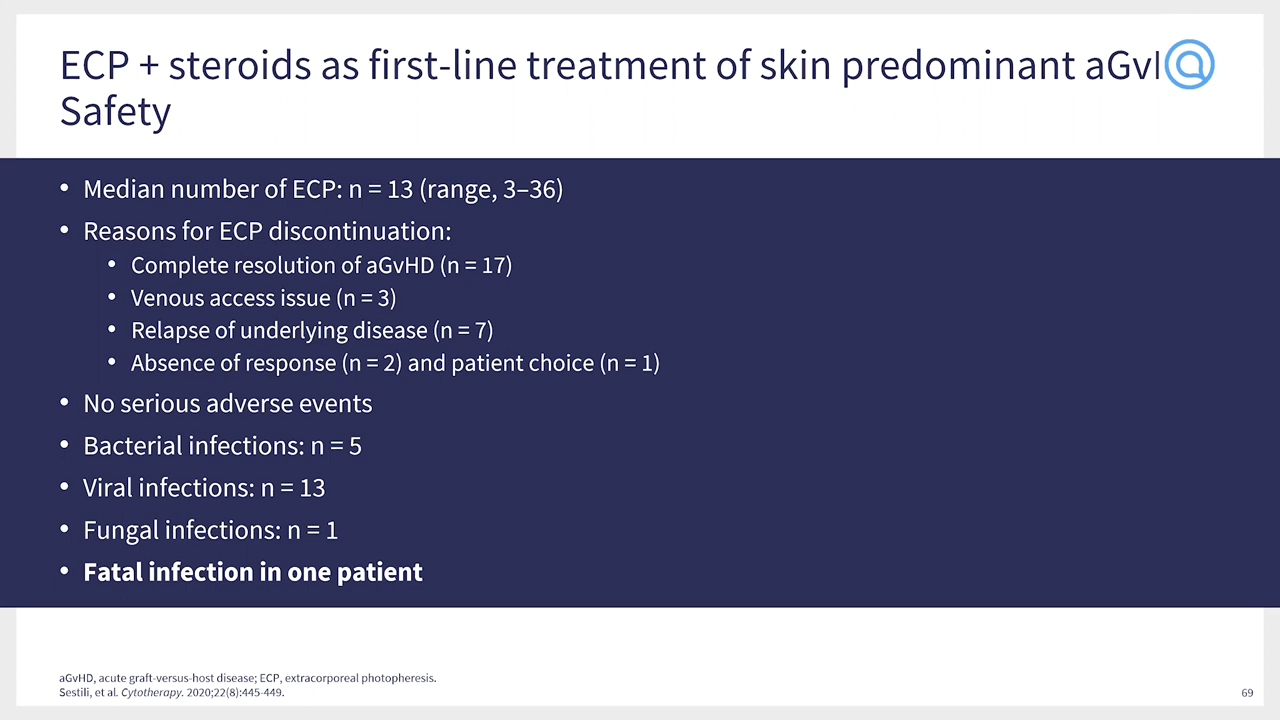 ECP + steroids as first-line treatment of skin predominant
Safety
• Median number of ECP: n = 13 (range, 3–36)
• Reasons for ECP discontinuation:
• Complete resolution of aGvHD (n = 17)
• Venous access issue (n = 3)
• Relapse of underlying disease (n = 7)
• Absence of response (n = 2) and patient choice (n = 1)
• No serious adverse events
• Bacterial infections: n = 5
• Viral infections: n = 13
• Fungal infections: n = 1
• Fatal infection in one patient
aGvHD, acute graft-versus-host disease; ECP, extracorporeal photopheresis.
Sestili, et al. Cytotherapy. 2020;22(8):445-449.
69